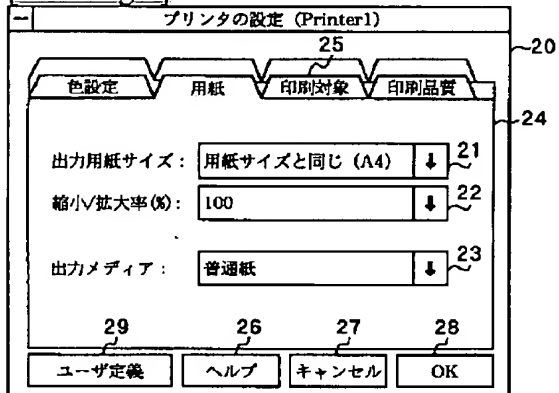 プリンタの設定 (Printer1)
20
25
色設定 用紙 印刷対象 印刷品質
24
出力用紙サイズ: 用紙サイズと同じ (A4) ↓ 21
縮小/拡大率(%): 100 ↓ 22
出力メディア: 普通紙 ↓ 23
29 26 27 28
ユーザ定義 ヘルプ キャンセル OK